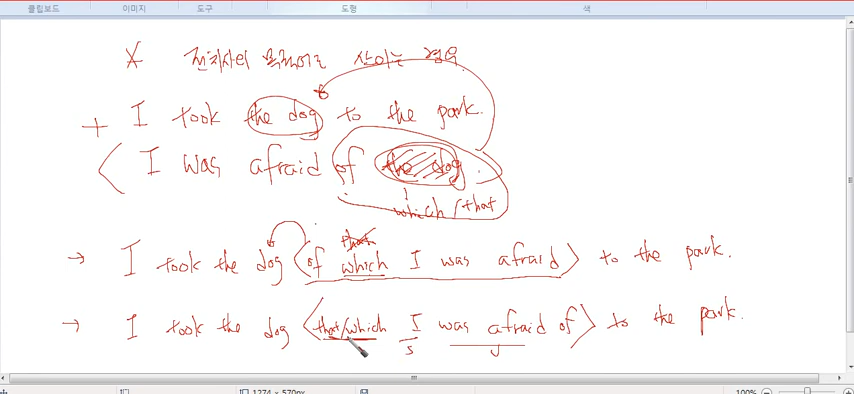 클립보드 이미지 도구 도형 색
* 전치사의 목적어로 쓰이는 경우
+ I took the dog to the park.
I was afraid of the dog.
which/that
that
→ I took the dog <of which I was afraid> to the park.
→ I took the dog <that/which I was afraid of> to the park.
S V
1274 × 570px 100%